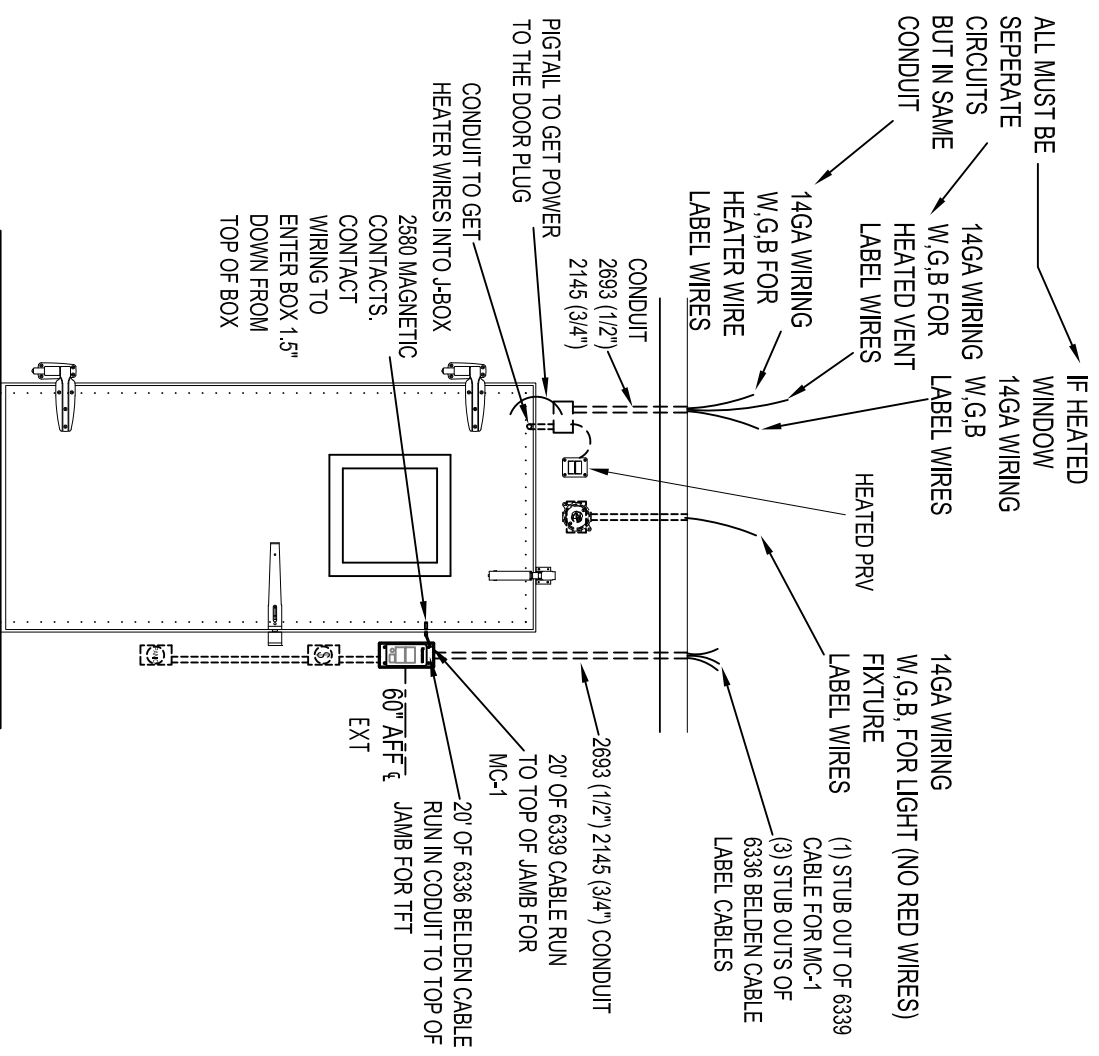 ALL MUST BE
SEPERATE
CIRCUITS
BUT IN SAME
CONDUIT
IF HEATED
WINDOW
14GA WIRING
W,G,B
LABEL WIRES
14GA WIRING
W,G,B FOR
HEATED VENT
LABEL WIRES
14GA WIRING
W,G,B FOR
HEATER WIRE
LABEL WIRES
CONDUIT
2693 (1/2")
2145 (3/4")
PIGTAIL TO GET POWER
TO THE DOOR PLUG
CONDUIT TO GET
HEATER WIRES INTO J-BOX
2580 MAGNETIC
CONTACTS.
CONTACT
WIRING TO
ENTER BOX 1.5"
DOWN FROM
TOP OF BOX
HEATED PRV
14GA WIRING
W,G,B, FOR LIGHT (NO RED WIRES)
FIXTURE
LABEL WIRES
(1) STUB OUT OF 6339
CABLE FOR MC-1
(3) STUB OUTS OF
6336 BELDEN CABLE
LABEL CABLES
2693 (1/2") 2145 (3/4") CONDUIT
20' OF 6339 CABLE RUN
TO TOP OF JAMB FOR
MC-1
20' OF 6336 BELDEN CABLE
RUN IN CODUIT TO TOP OF
JAMB FOR TFT
60" AFF ℄
EXT
S